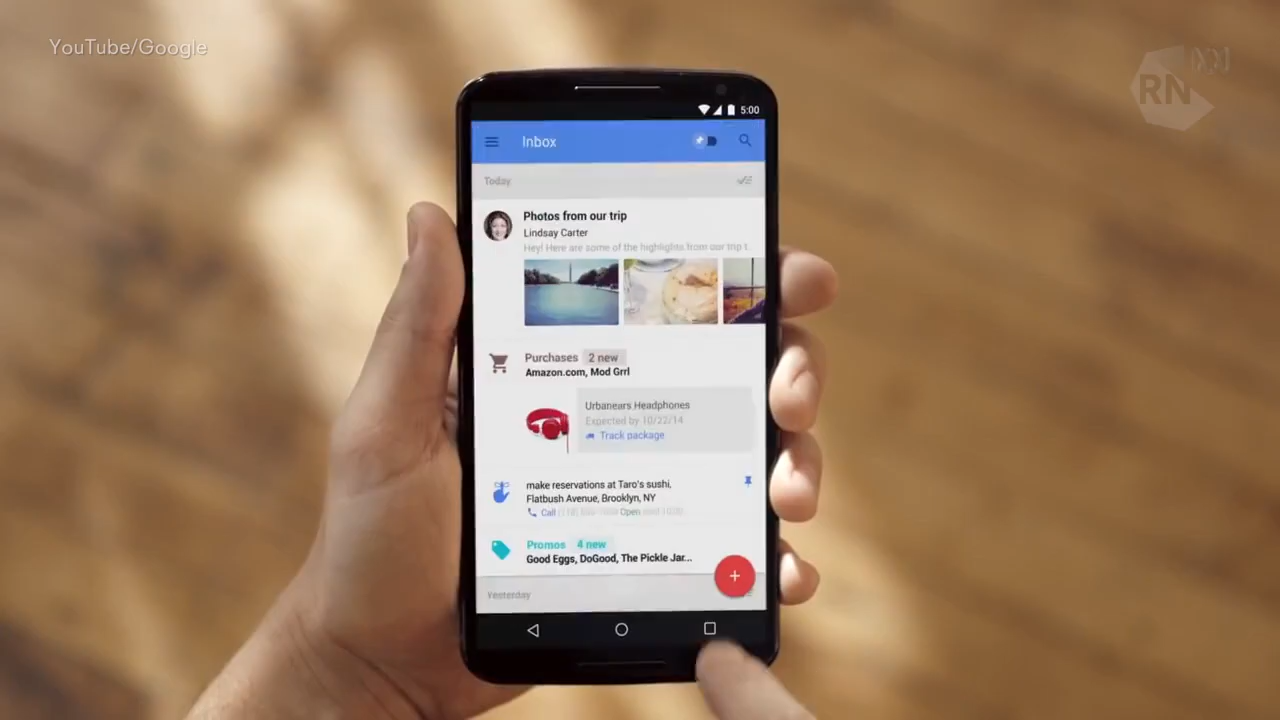 YouTube/Google
RN
5:00
Inbox
Today
Photos from our trip
Lindsay Carter
Hey! Here are some of the highlights from our trip t
Purchases 2 new
Amazon.com, Mod Grrl
Urbanears Headphones
Expected by 10/22/14
Track package
make reservations at Taro's sushi,
Flatbush Avenue, Brooklyn, NY
Call Open
Promos 4 new
Good Eggs, DoGood, The Pickle Jar...
Yesterday